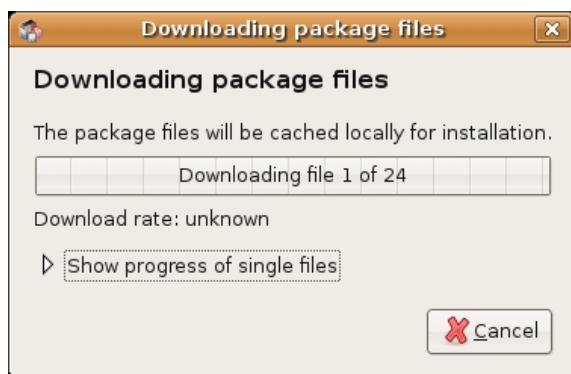 Downloading package files
Downloading package files
The package files will be cached locally for installation.
Downloading file 1 of 24
Download rate: unknown
Show progress of single files
Cancel